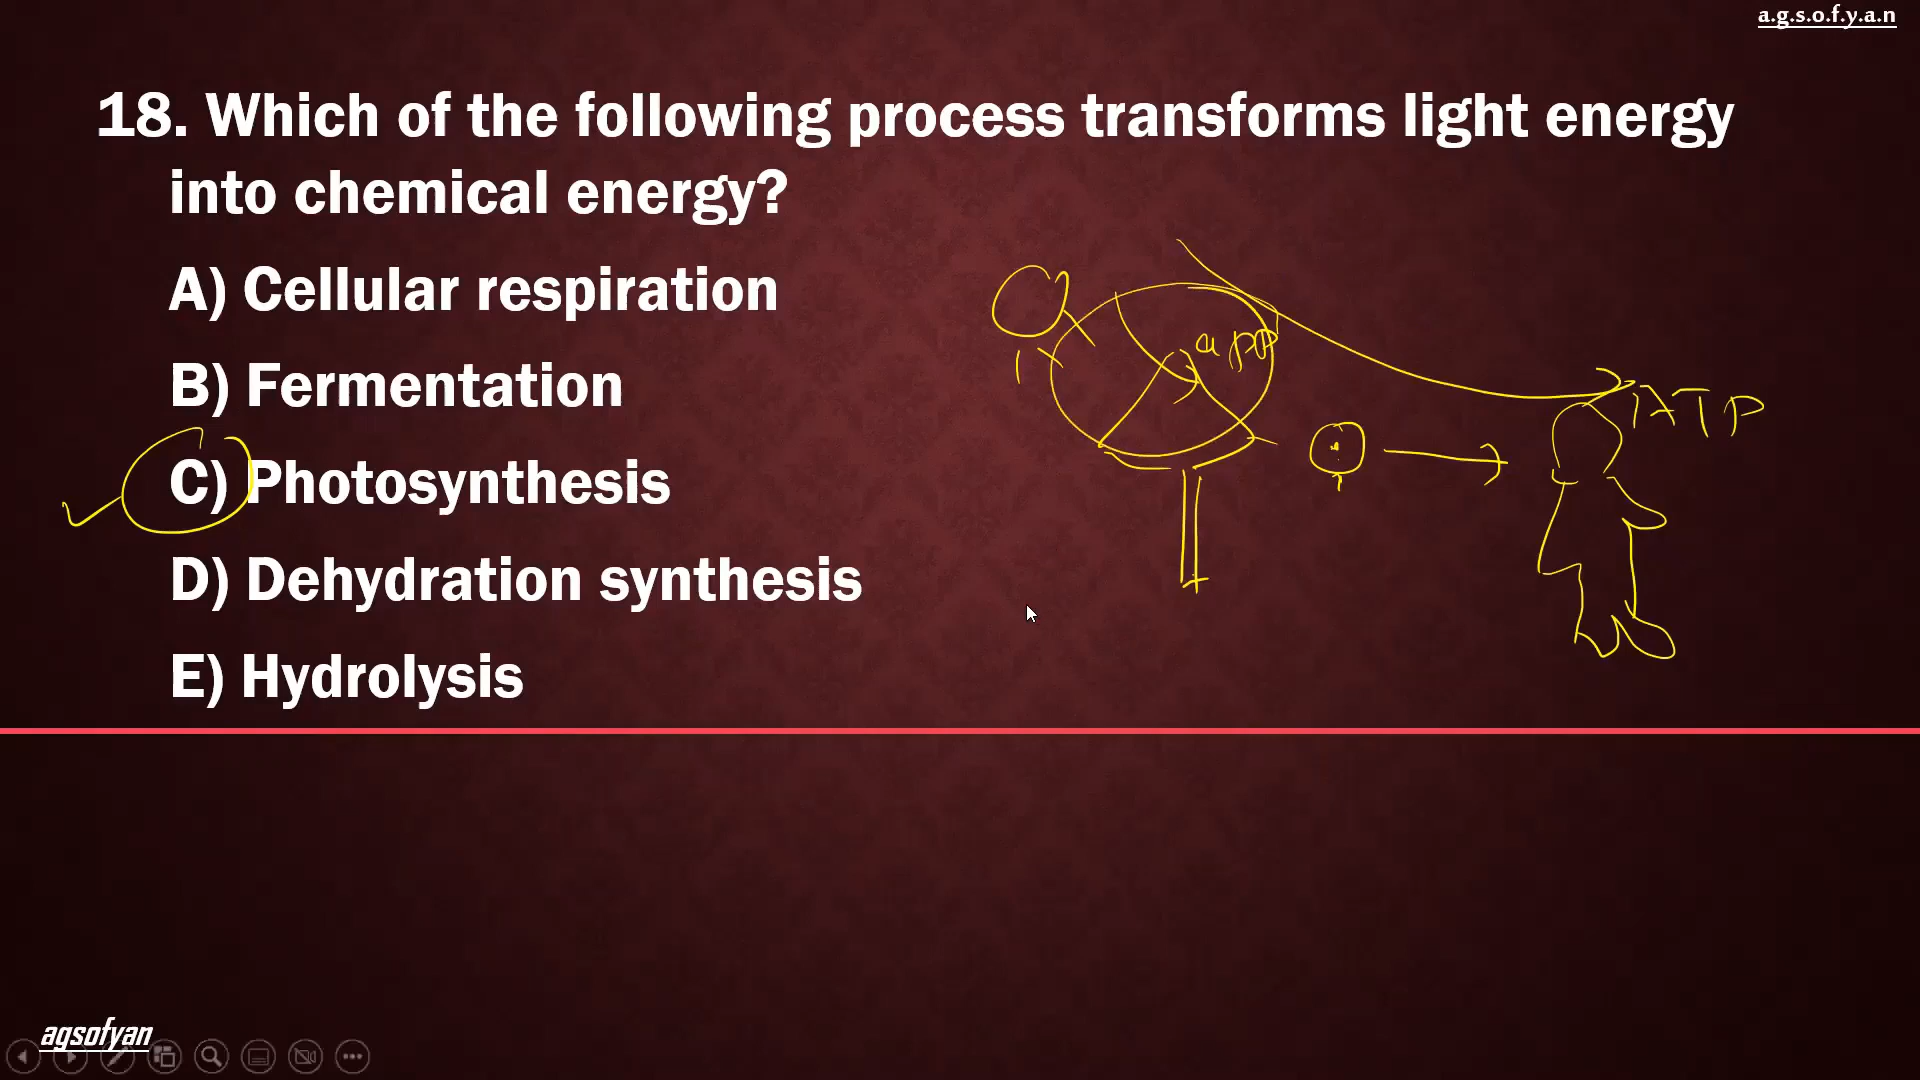 a.g.s.o.f.y.a.n
18. Which of the following process transforms light energy
into chemical energy?
A) Cellular respiration
B) Fermentation
C) Photosynthesis
D) Dehydration synthesis
E) Hydrolysis
app
ATP
agsofyan